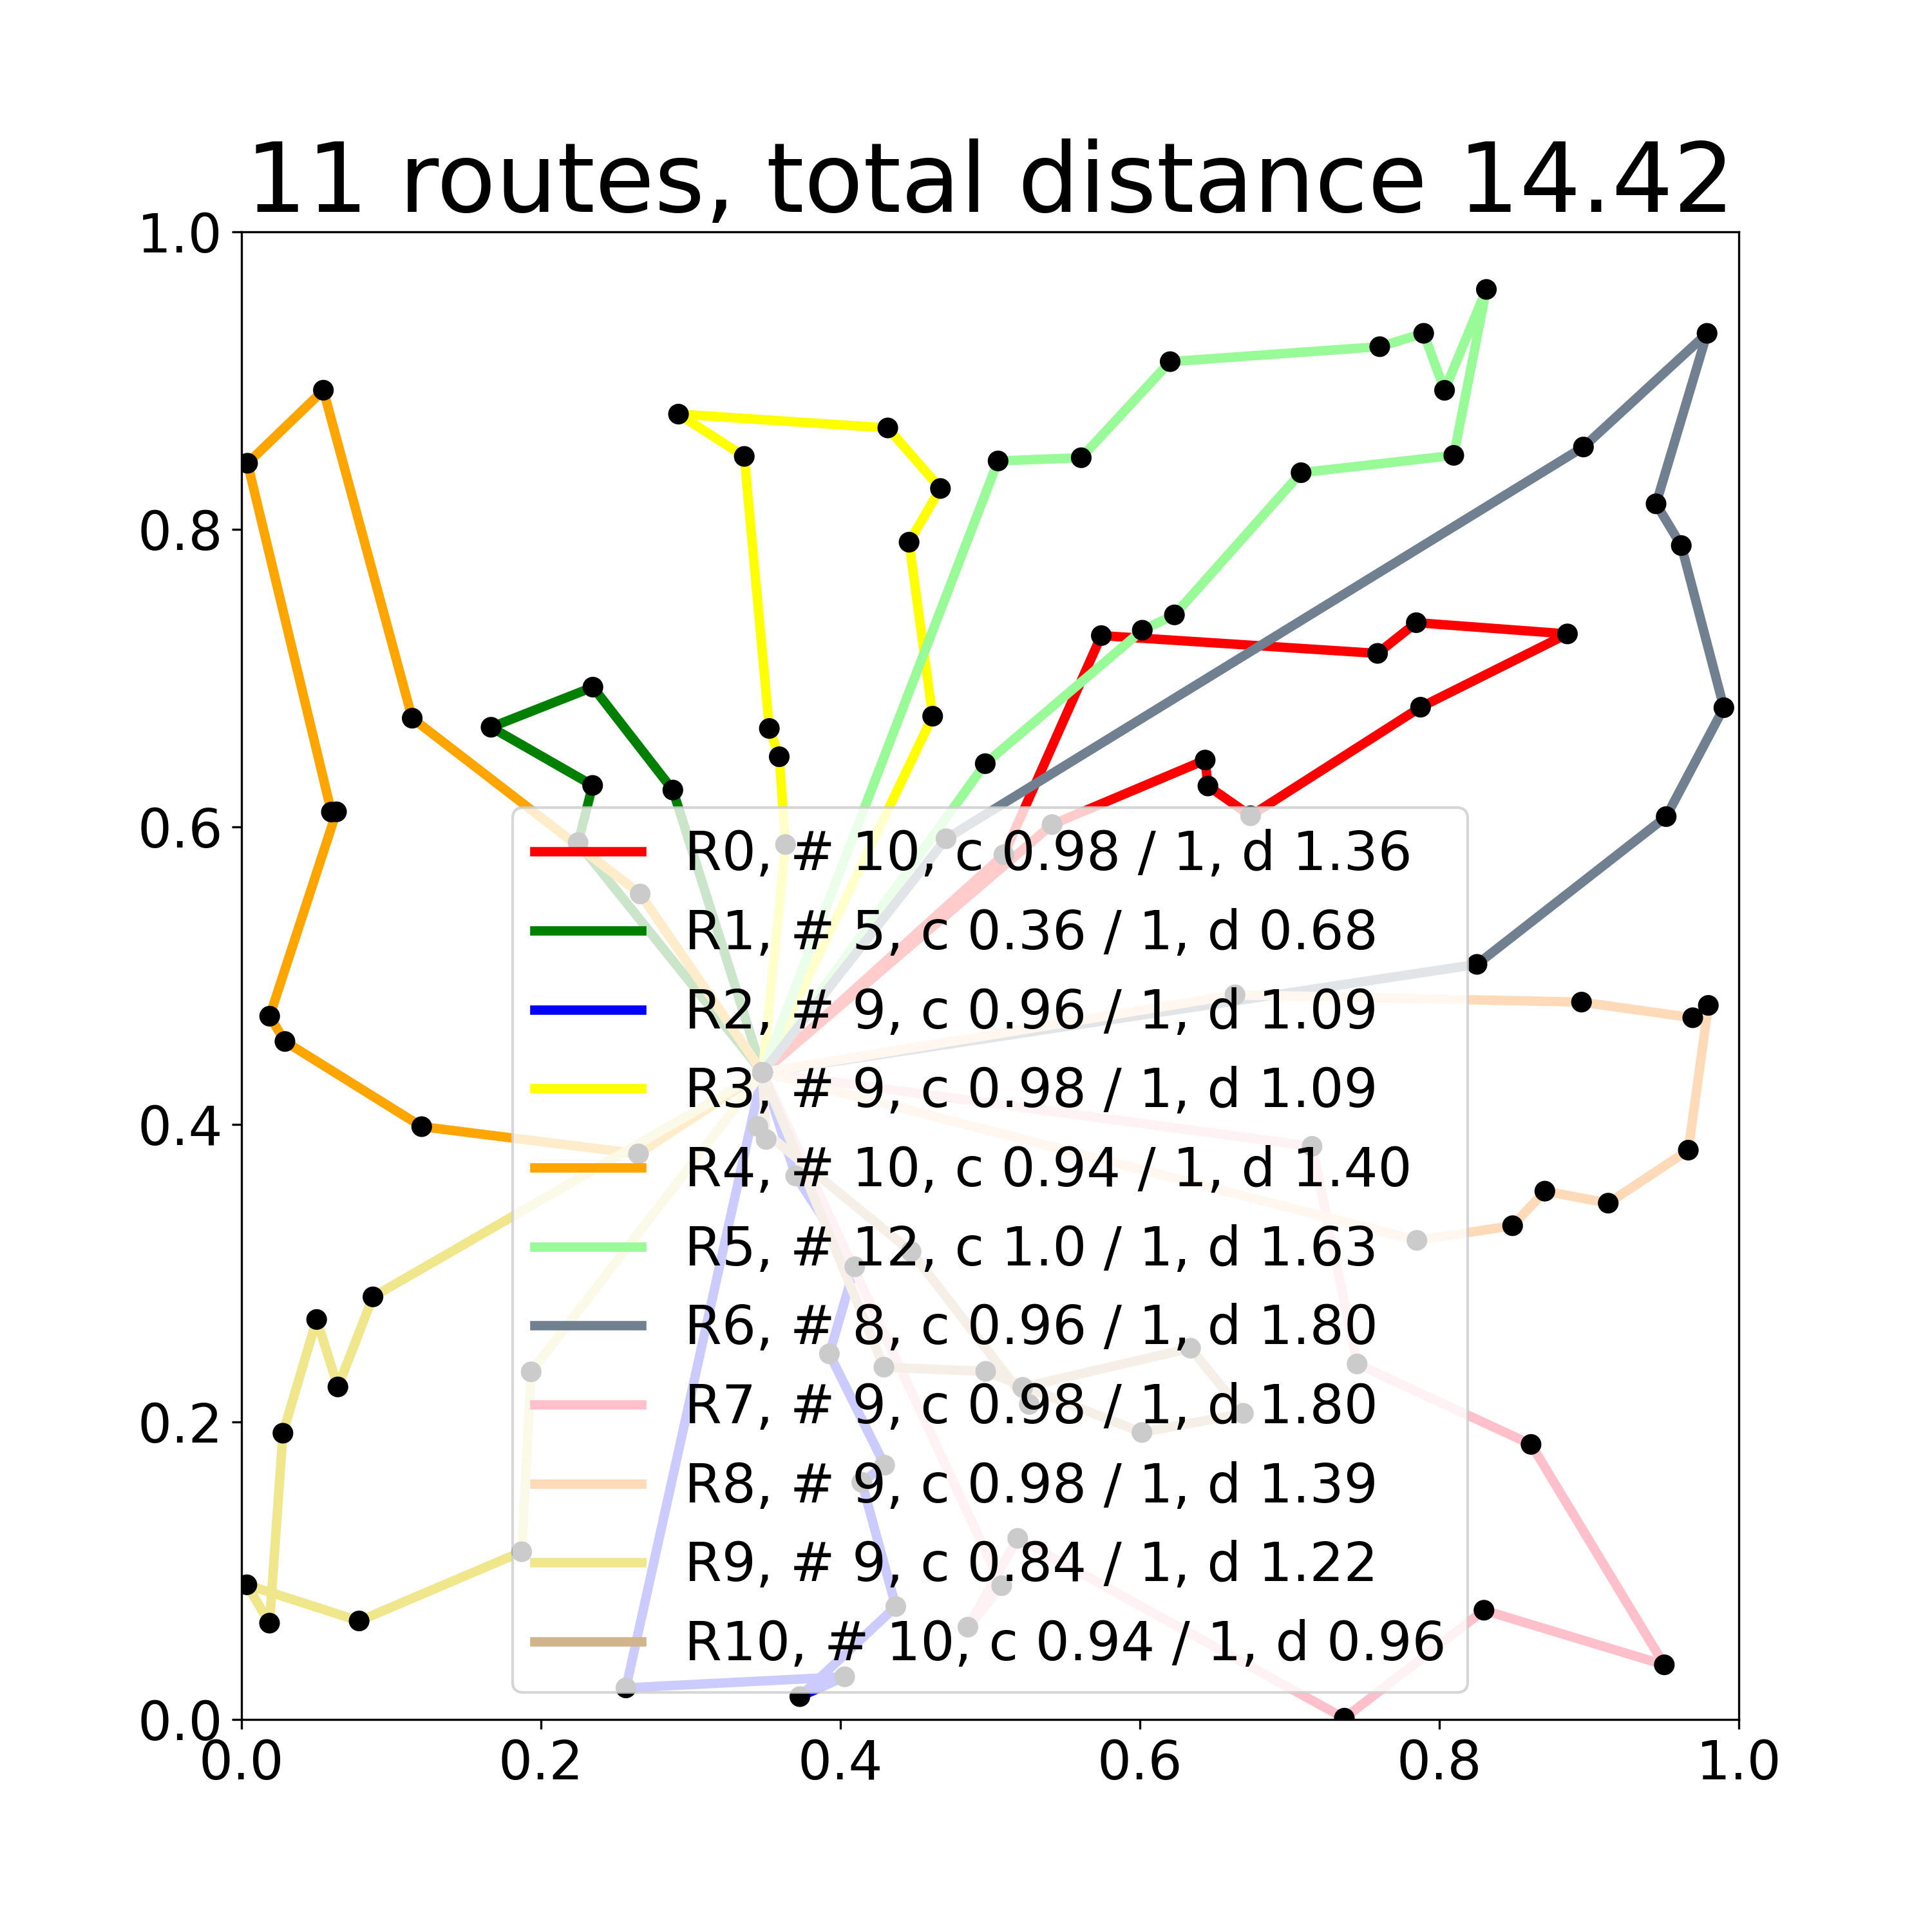 11 routes, total distance 14.42
1.0
0.8
0.6
0.4
0.2
0.0
R0, # 10, c 0.98 / 1, d 1.36
R1, # 5, c 0.36 / 1, d 0.68
R2, # 9, c 0.96 / 1, d 1.09
R3, # 9, c 0.98 / 1, d 1.09
R4, # 10, c 0.94 / 1, d 1.40
R5, # 12, c 1.0 / 1, d 1.63
R6, # 8, c 0.96 / 1, d 1.80
R7, # 9, c 0.98 / 1, d 1.80
R8, # 9, c 0.98 / 1, d 1.39
R9, # 9, c 0.84 / 1, d 1.22
R10, # 10, c 0.94 / 1, d 0.96
0.0 0.2 0.4 0.6 0.8 1.0